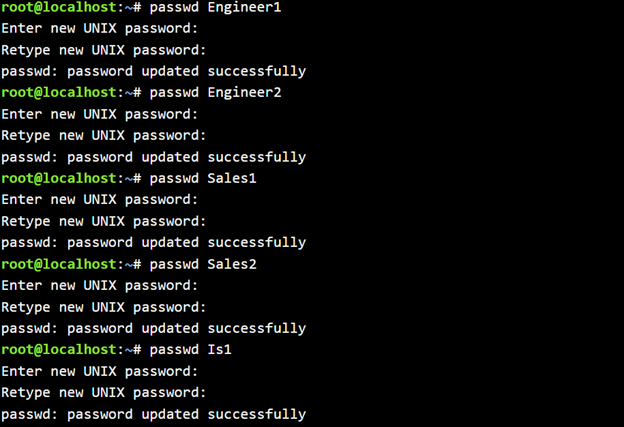 root@localhost:~# passwd Engineer1
Enter new UNIX password:
Retype new UNIX password:
passwd: password updated successfully
root@localhost:~# passwd Engineer2
Enter new UNIX password:
Retype new UNIX password:
passwd: password updated successfully
root@localhost:~# passwd Sales1
Enter new UNIX password:
Retype new UNIX password:
passwd: password updated successfully
root@localhost:~# passwd Sales2
Enter new UNIX password:
Retype new UNIX password:
passwd: password updated successfully
root@localhost:~# passwd Is1
Enter new UNIX password:
Retype new UNIX password:
passwd: password updated successfully